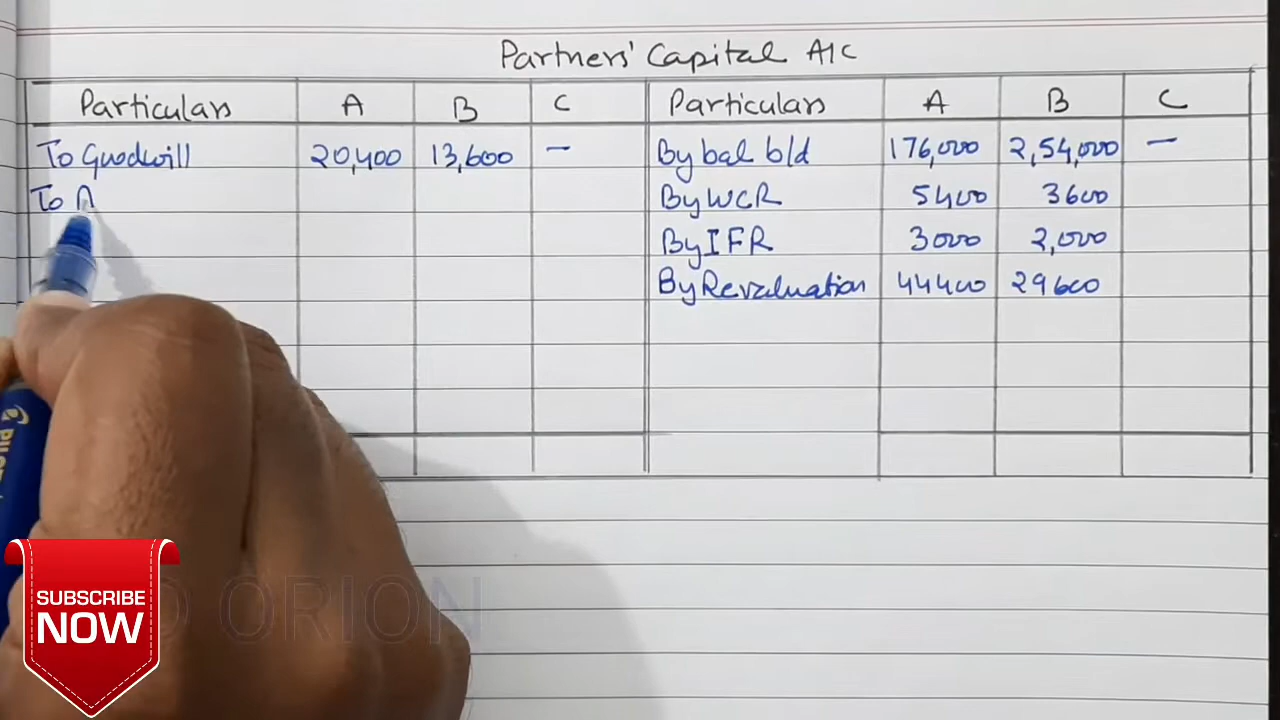 Partners' Capital A/C
Particulars A B C Particulars A B C
To Goodwill 20,400 13,600 — By bal b/d 176,000 2,54,000 —
To A By WCR 5400 3600
By IFR 3000 2,000
By Revaluation 44400 29600
SUBSCRIBE
NOW
ORION